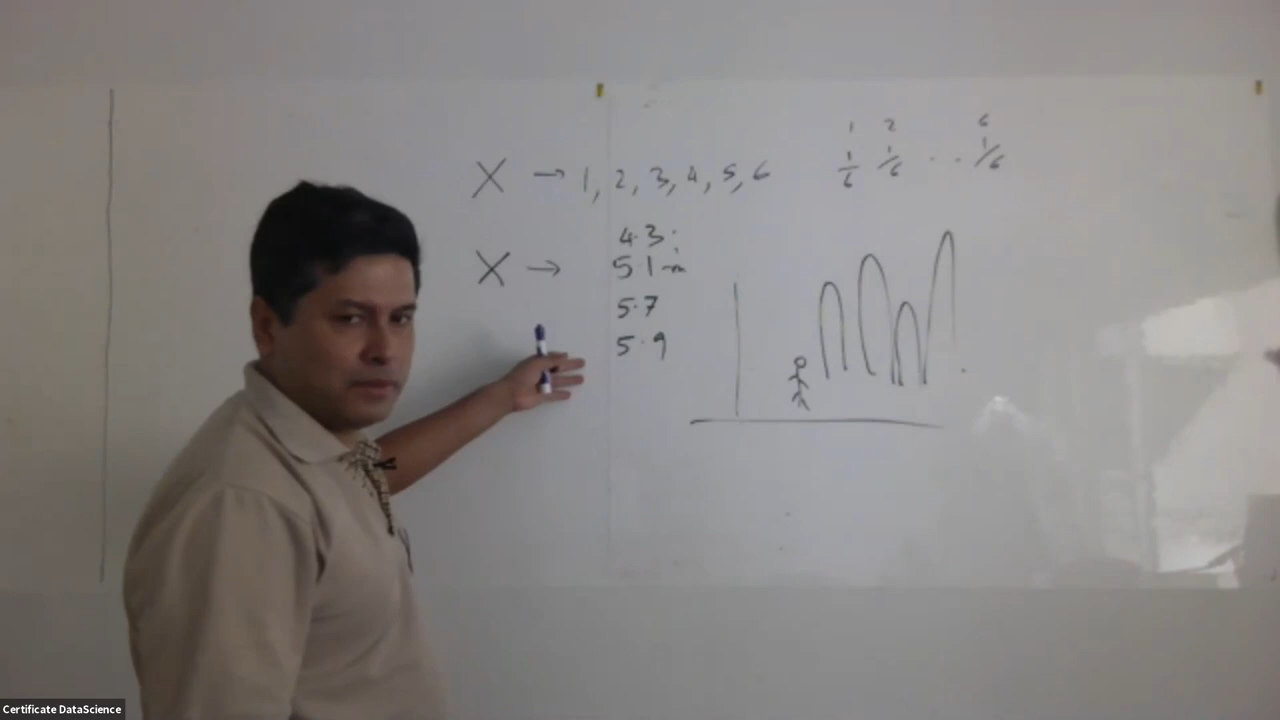 1 2 6
X → 1, 2, 3, 4, 5, 6 1/6 1/6 ... 1/6
4.3
X → 5.1 m
5.7
5.9
Certificate DataScience